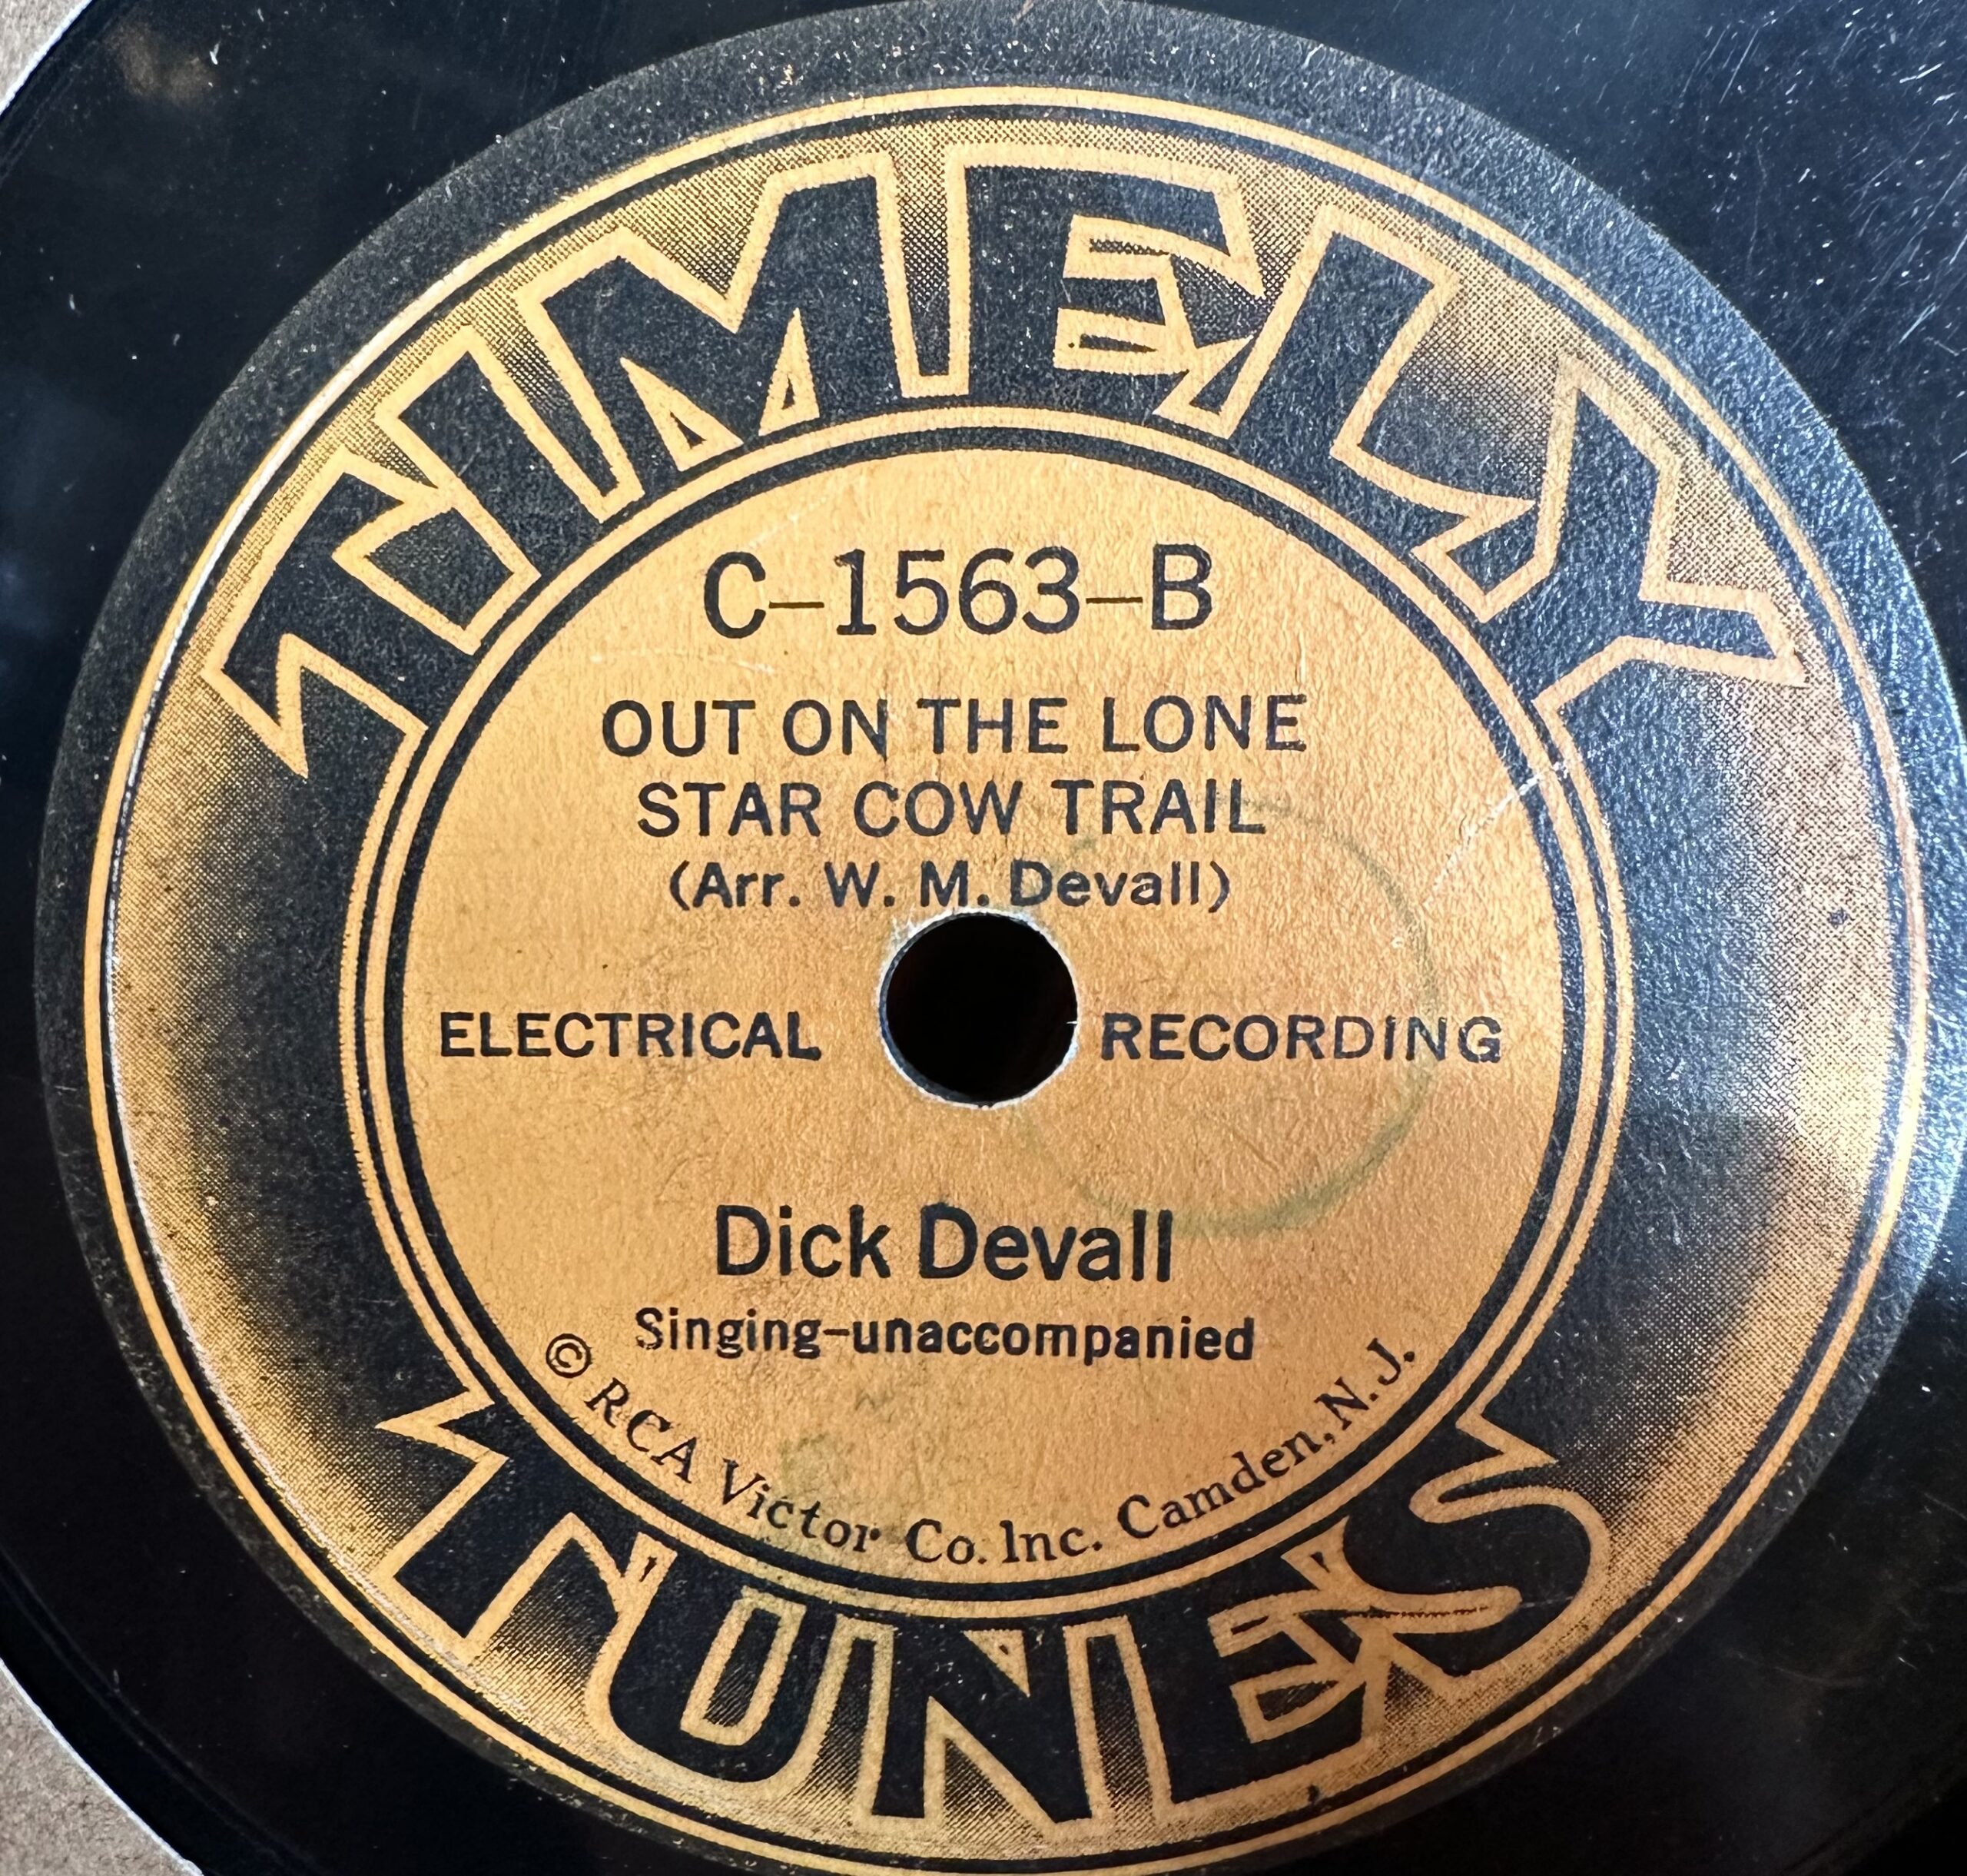 TIMELY
C-1563-B
OUT ON THE LONE
STAR COW TRAIL
(Arr. W. M. Devall)
ELECTRICAL RECORDING
Dick Devall
Singing-unaccompanied
© RCA Victor Co. Inc. Camden, N. J.
TUNES